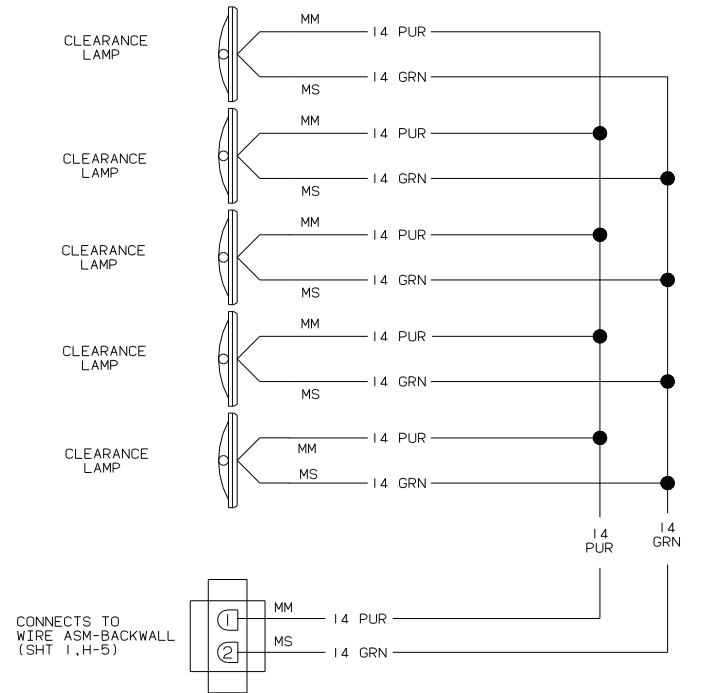 MM
14 PUR
CLEARANCE
LAMP
14 GRN
MS
MM
14 PUR
CLEARANCE
LAMP
14 GRN
MS
MM
14 PUR
CLEARANCE
LAMP
14 GRN
MS
MM
14 PUR
CLEARANCE
LAMP
14 GRN
MS
14 PUR
MM
CLEARANCE
LAMP
MS
14 GRN
14
PUR
14
GRN
MM
1
14 PUR
CONNECTS TO
WIRE ASM-BACKWALL
(SHT 1,H-5)
MS
2
14 GRN